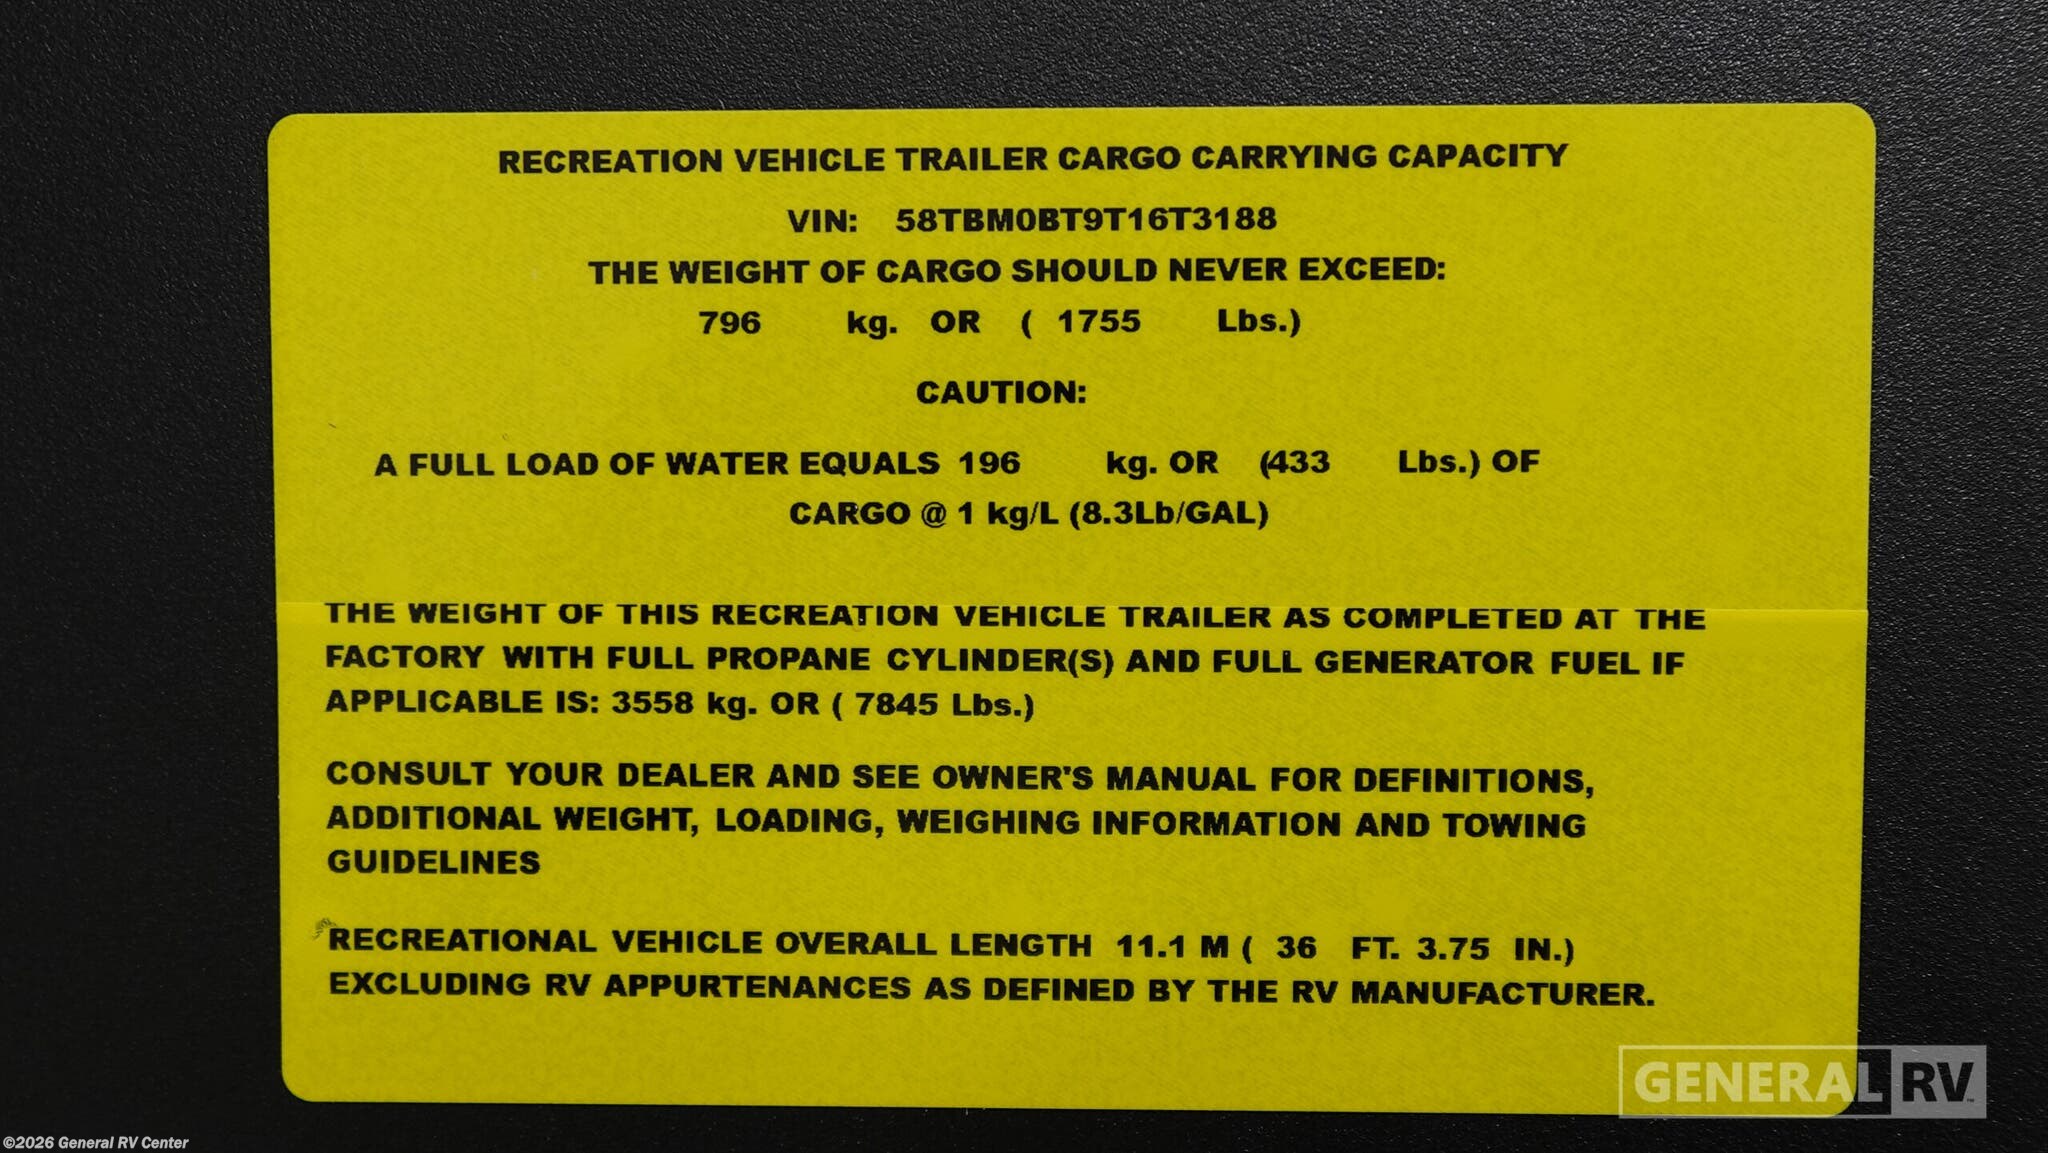 RECREATION VEHICLE TRAILER CARGO CARRYING CAPACITY
VIN: 58TBM0BT9T16T3188
THE WEIGHT OF CARGO SHOULD NEVER EXCEED:
796 kg. OR ( 1755 Lbs.)
CAUTION:
A FULL LOAD OF WATER EQUALS 196 kg. OR (433 Lbs.) OF
CARGO @ 1 kg/L (8.3Lb/GAL)
THE WEIGHT OF THIS RECREATION VEHICLE TRAILER AS COMPLETED AT THE
FACTORY WITH FULL PROPANE CYLINDER(S) AND FULL GENERATOR FUEL IF
APPLICABLE IS: 3558 kg. OR ( 7845 Lbs.)
CONSULT YOUR DEALER AND SEE OWNER'S MANUAL FOR DEFINITIONS,
ADDITIONAL WEIGHT, LOADING, WEIGHING INFORMATION AND TOWING
GUIDELINES
RECREATIONAL VEHICLE OVERALL LENGTH 11.1 M ( 36 FT. 3.75 IN.)
EXCLUDING RV APPURTENANCES AS DEFINED BY THE RV MANUFACTURER.
GENERAL RV
©2026 General RV Center